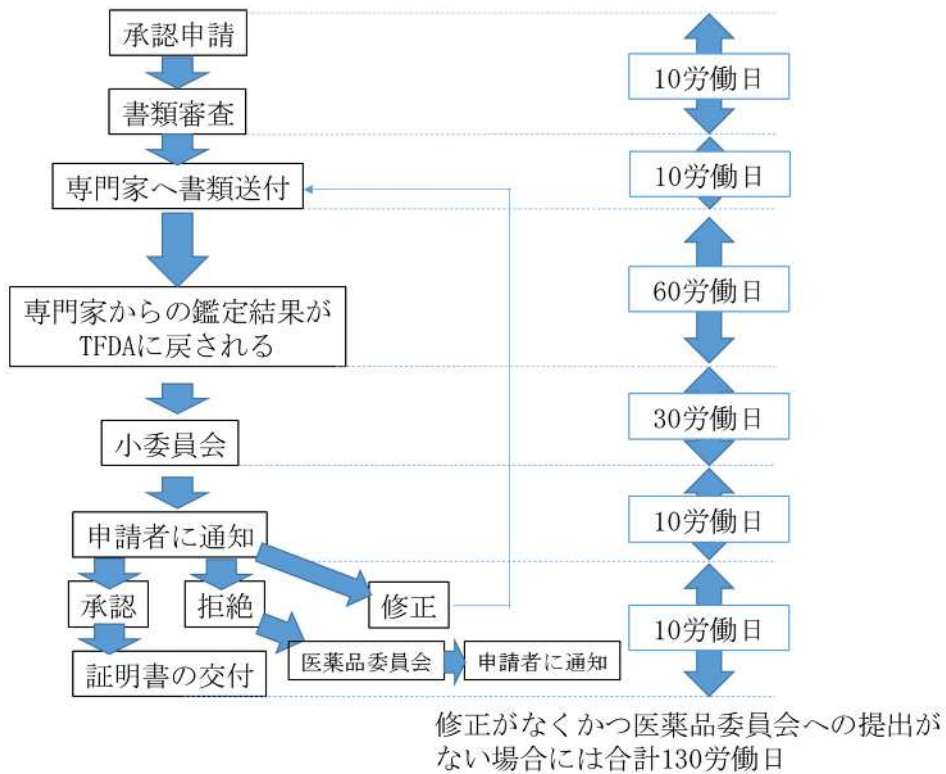 承認申請
10労働日
書類審査
専門家へ書類送付
10労働日
60労働日
専門家からの鑑定結果が
TFDAに戻される
30労働日
小委員会
10労働日
申請者に通知
承認
拒絶
修正
10労働日
医薬品委員会
申請者に通知
証明書の交付
修正がなくかつ医薬品委員会への提出が
ない場合には合計130労働日